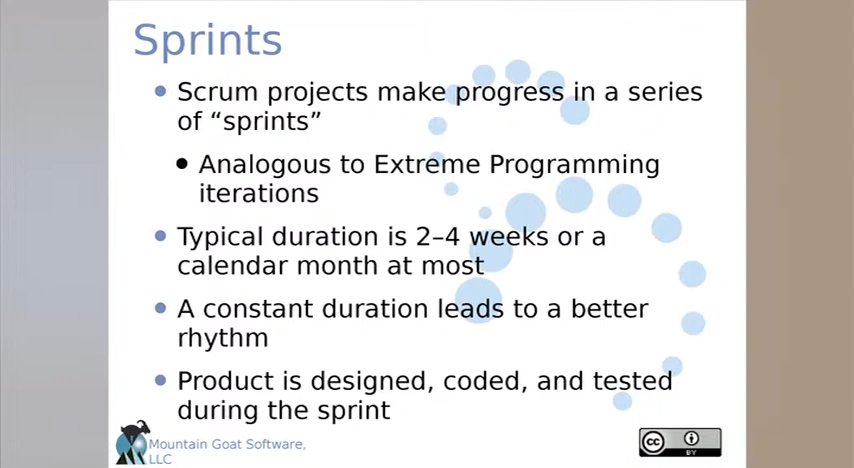 Sprints
Scrum projects make progress in a series
of “sprints”
Analogous to Extreme Programming
iterations
Typical duration is 2–4 weeks or a
calendar month at most
A constant duration leads to a better
rhythm
Product is designed, coded, and tested
during the sprint
Mountain Goat Software,
LLC
cc
BY